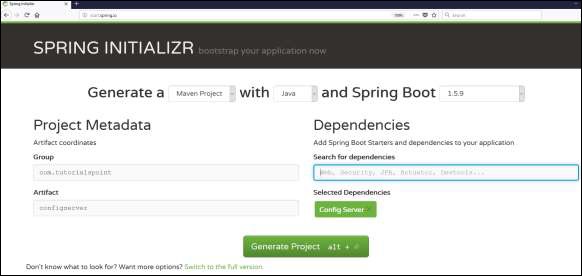 Spring Initializr
start.spring.io
Search
SPRING INITIALIZR bootstrap your application now
Generate a Maven Project with Java and Spring Boot 1.5.9
Project Metadata
Artifact coordinates
Group
com.tutorialspoint
Artifact
configserver
Dependencies
Add Spring Boot Starters and dependencies to your application
Search for dependencies
Web, Security, JPA, Actuator, Devtools...
Selected Dependencies
Config Server ×
Generate Project alt +
Don't know what to look for? Want more options? Switch to the full version.